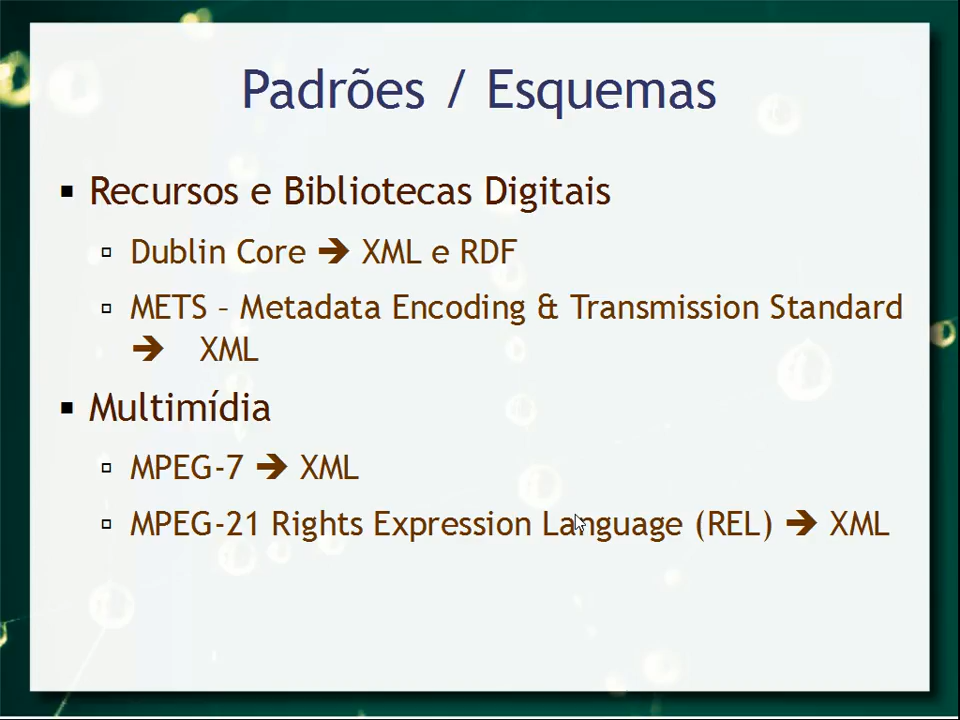 Padrões / Esquemas
▪ Recursos e Bibliotecas Digitais
▫ Dublin Core ➔ XML e RDF
▫ METS – Metadata Encoding & Transmission Standard
➔ XML
▪ Multimídia
▫ MPEG-7 ➔ XML
▫ MPEG-21 Rights Expression Language (REL) ➔ XML